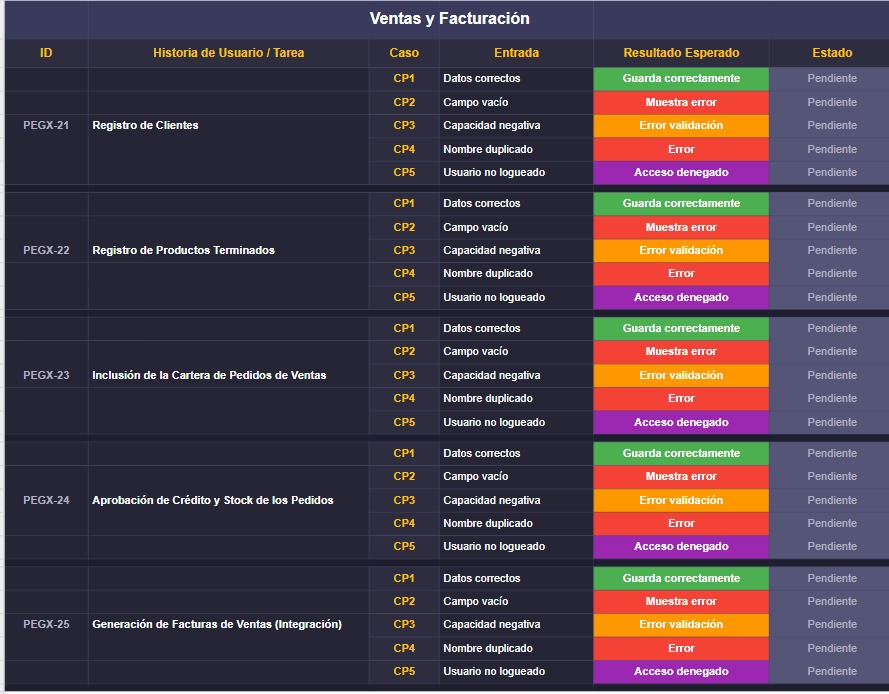 Ventas y Facturación
ID Historia de Usuario / Tarea Caso Entrada Resultado Esperado Estado
CP1 Datos correctos Guarda correctamente Pendiente
CP2 Campo vacío Muestra error Pendiente
PEGX-21 Registro de Clientes CP3 Capacidad negativa Error validación Pendiente
CP4 Nombre duplicado Error Pendiente
CP5 Usuario no logueado Acceso denegado Pendiente
CP1 Datos correctos Guarda correctamente Pendiente
CP2 Campo vacío Muestra error Pendiente
PEGX-22 Registro de Productos Terminados CP3 Capacidad negativa Error validación Pendiente
CP4 Nombre duplicado Error Pendiente
CP5 Usuario no logueado Acceso denegado Pendiente
CP1 Datos correctos Guarda correctamente Pendiente
CP2 Campo vacío Muestra error Pendiente
PEGX-23 Inclusión de la Cartera de Pedidos de Ventas CP3 Capacidad negativa Error validación Pendiente
CP4 Nombre duplicado Error Pendiente
CP5 Usuario no logueado Acceso denegado Pendiente
CP1 Datos correctos Guarda correctamente Pendiente
CP2 Campo vacío Muestra error Pendiente
PEGX-24 Aprobación de Crédito y Stock de los Pedidos CP3 Capacidad negativa Error validación Pendiente
CP4 Nombre duplicado Error Pendiente
CP5 Usuario no logueado Acceso denegado Pendiente
CP1 Datos correctos Guarda correctamente Pendiente
CP2 Campo vacío Muestra error Pendiente
PEGX-25 Generación de Facturas de Ventas (Integración) CP3 Capacidad negativa Error validación Pendiente
CP4 Nombre duplicado Error Pendiente
CP5 Usuario no logueado Acceso denegado Pendiente